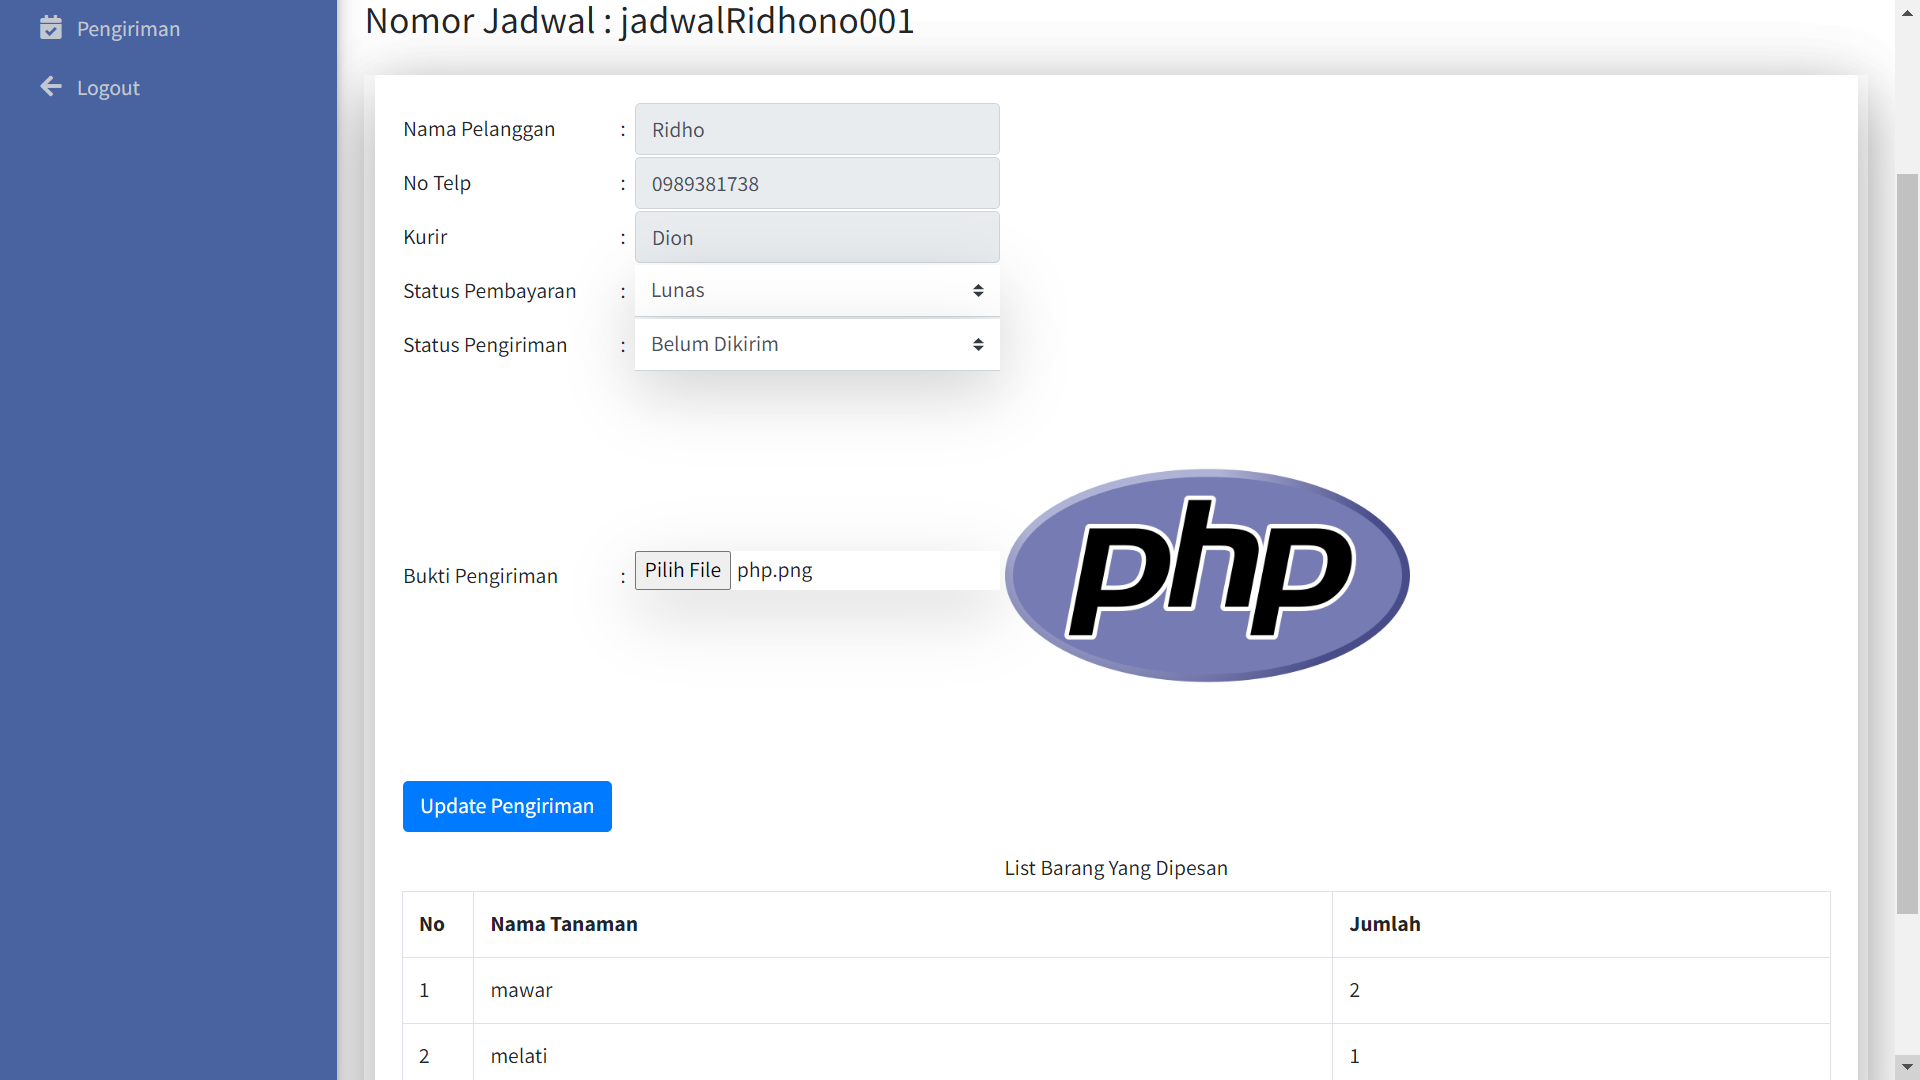 Pengiriman
Logout
Nomor Jadwal : jadwalRidhono001
Nama Pelanggan : Ridho
No Telp : 0989381738
Kurir : Dion
Status Pembayaran : Lunas
Status Pengiriman : Belum Dikirim
Bukti Pengiriman : Pilih File php.png
php
Update Pengiriman
List Barang Yang Dipesan
No Nama Tanaman Jumlah
1 mawar 2
2 melati 1